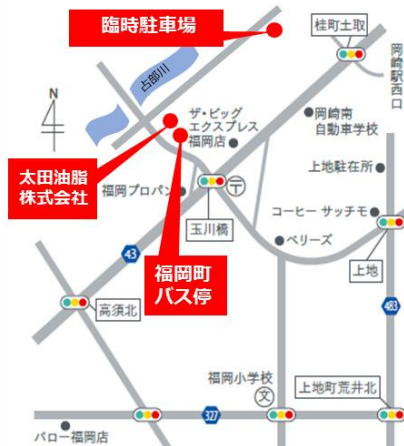 臨時駐車場
桂町土取
岡崎駅西口
占部川
N
ザ・ビッグ
エクスプレス
福岡店
岡崎南
自動車学校
太田油脂
株式会社
福岡プロパン
上地駐在所
〒
玉川橋
コーヒー サッチモ
ベリーズ
43
福岡町
バス停
上地
高須北
483
福岡小学校
文
上地町荒井北
327
バロー福岡店